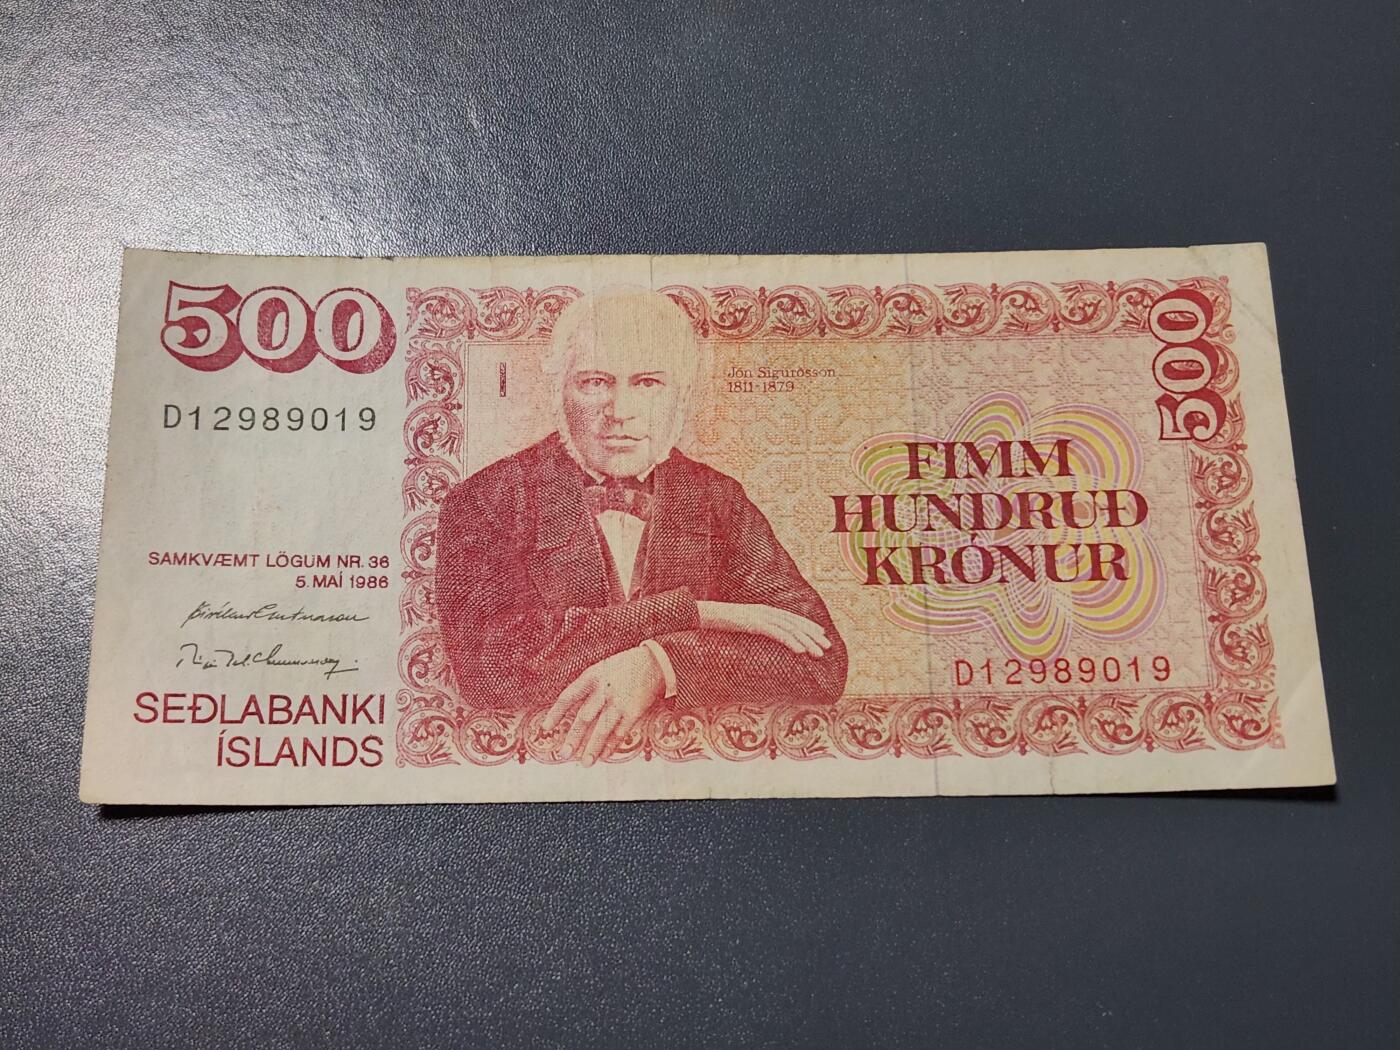 500
D12989019
SAMKVÆMT LÖGUM NR. 36
5. MAÍ 1986
SEÐLABANKI
ÍSLANDS
Jón Sigurðsson
1811-1879
500
FIMM
HUNDRUÐ
KRÓNUR
D12989019